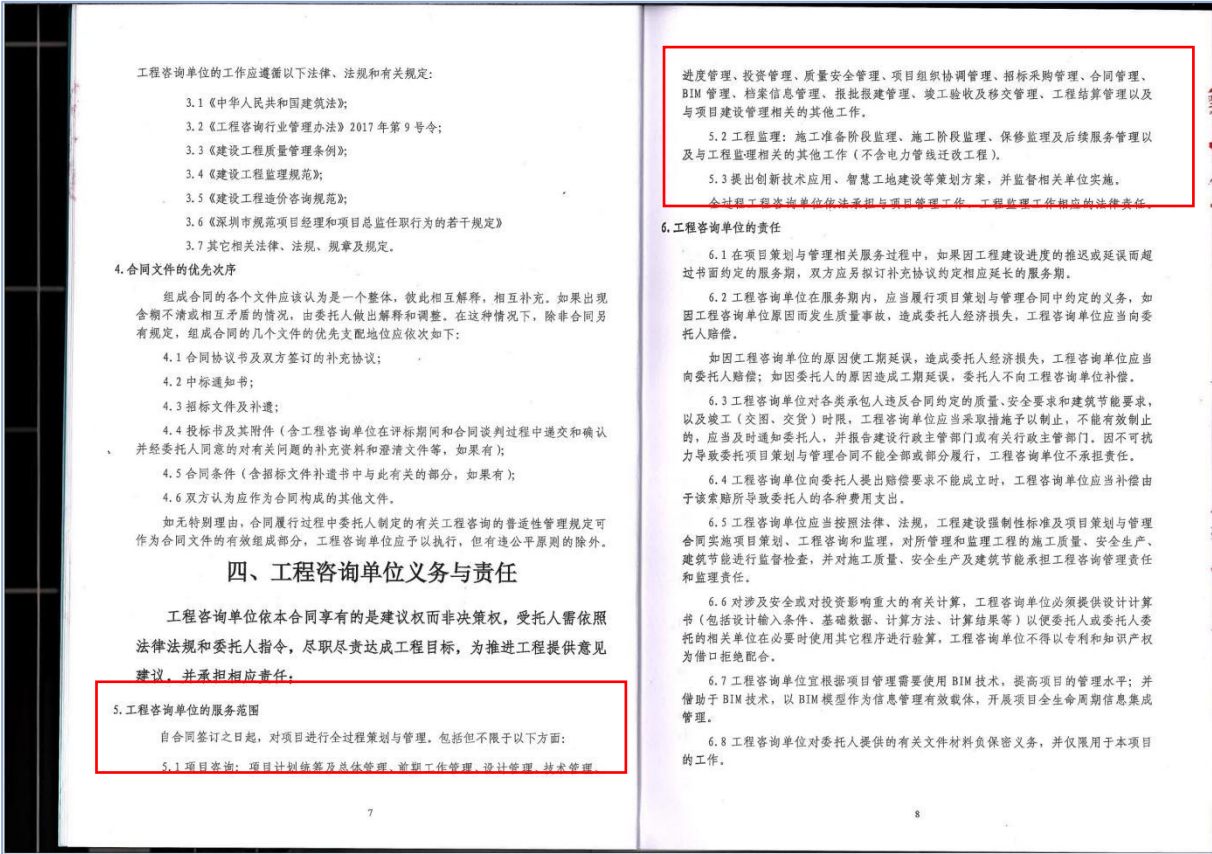 工程咨询单位的工作应遵循以下法律、法规和有关规定:
3.1《中华人民共和国建筑法》;
3.2《工程咨询行业管理办法》2017年第9号令;
3.3《建设工程质量管理条例》;
3.4《建设工程监理规范》;
3.5《建设工程造价咨询规范》;
3.6《深圳市规范项目经理和项目总监任职行为的若干规定》
3.7其它相关法律、法规、规章及规定。
4.合同文件的优先次序
组成合同的各个文件应该认为是一个整体，彼此相互解释，相互补充。如果出现
含糊不清或相互矛盾的情况，由委托人做出解释和调整。在这种情况下，除非合同另
有规定，组成合同的几个文件的优先支配地位应依次如下:
4.1合同协议书及双方签订的补充协议;
4.2中标通知书;
4.3招标文件及补遗;
4.4投标书及其附件(含工程咨询单位在评标期间和合同谈判过程中递交和确认
并经委托人同意的对有关问题的补充资料和澄清文件等，如果有);
4.5合同条件(含招标文件补遗书中与此有关的部分，如果有);
4.6双方认为应作为合同构成的其他文件。
如无特别理由，合同履行过程中委托人制定的有关工程咨询的普适性管理规定可
作为合同文件的有效组成部分，工程咨询单位应予以执行，但有违公平原则的除外。
四、工程咨询单位义务与责任
工程咨询单位依本合同享有的是建议权而非决策权，受托人需依照
法律法规和委托人指令，尽职尽责达成工程目标，为推进工程提供意见
建议，并承担相应责任:
5.工程咨询单位的服务范围
自合同签订之日起，对项目进行全过程策划与管理。包括但不限于以下方面:
5.1项目咨询: 项目计划统筹及总体管理、前期工作管理、设计管理、技术管理、
7
进度管理、投资管理、质量安全管理、项目组织协调管理、招标采购管理、合同管理、
BIM管理、档案信息管理、报批报建管理、竣工验收及移交管理、工程结算管理以及
与项目建设管理相关的其他工作。
5.2工程监理: 施工准备阶段监理、施工阶段监理、保修监理及后续服务管理以
及与工程监理相关的其他工作(不含电力管线迁改工程)。
5.3提出创新技术应用、智慧工地建设等策划方案，并监督相关单位实施。
全过程工程咨询单位依法承担与项目管理工作、工程监理工作相应的法律责任。
6.工程咨询单位的责任
6.1在项目策划与管理相关服务过程中，如果因工程建设进度的推迟或延误而超
过书面约定的服务期，双方应另拟订补充协议约定相应延长的服务期。
6.2工程咨询单位在服务期内，应当履行项目策划与管理合同中约定的义务，如
因工程咨询单位原因而发生质量事故，造成委托人经济损失，工程咨询单位应当向委
托人赔偿。
如因工程咨询单位的原因使工期延误，造成委托人经济损失，工程咨询单位应当
向委托人赔偿; 如因委托人的原因造成工期延误，委托人不向工程咨询单位补偿。
6.3工程咨询单位对各类承包人违反合同约定的质量、安全要求和建筑节能要求，
以及竣工(交图、交货)时限，工程咨询单位应当采取措施予以制止，不能有效制止
的，应当及时通知委托人，并报告建设行政主管部门或有关行政主管部门。因不可抗
力导致委托项目策划与管理合同不能全部或部分履行，工程咨询单位不承担责任。
6.4工程咨询单位向委托人提出赔偿要求不能成立时，工程咨询单位应当补偿由
于该索赔所导致委托人的各种费用支出。
6.5工程咨询单位应当按照法律、法规，工程建设强制性标准及项目策划与管理
合同实施项目策划、工程咨询和监理，对所管理和监理工程的施工质量、安全生产、
建筑节能进行监督检查，并对施工质量、安全生产及建筑节能承担工程咨询管理责任
和监理责任。
6.6对涉及安全或对投资影响重大的有关计算，工程咨询单位必须提供设计计算
书(包括设计输入条件、基础数据、计算方法、计算结果等)以便委托人或委托人委
托的相关单位在必要时使用其它程序进行验算，工程咨询单位不得以专利和知识产权
为借口拒绝配合。
6.7工程咨询单位宜根据项目管理需要使用BIM技术，提高项目的管理水平; 并
借助于BIM技术，以BIM模型作为信息管理有效载体，开展项目全生命周期信息集成
管理。
6.8工程咨询单位对委托人提供的有关文件材料负保密义务，并仅限用于本项目
的工作。
8